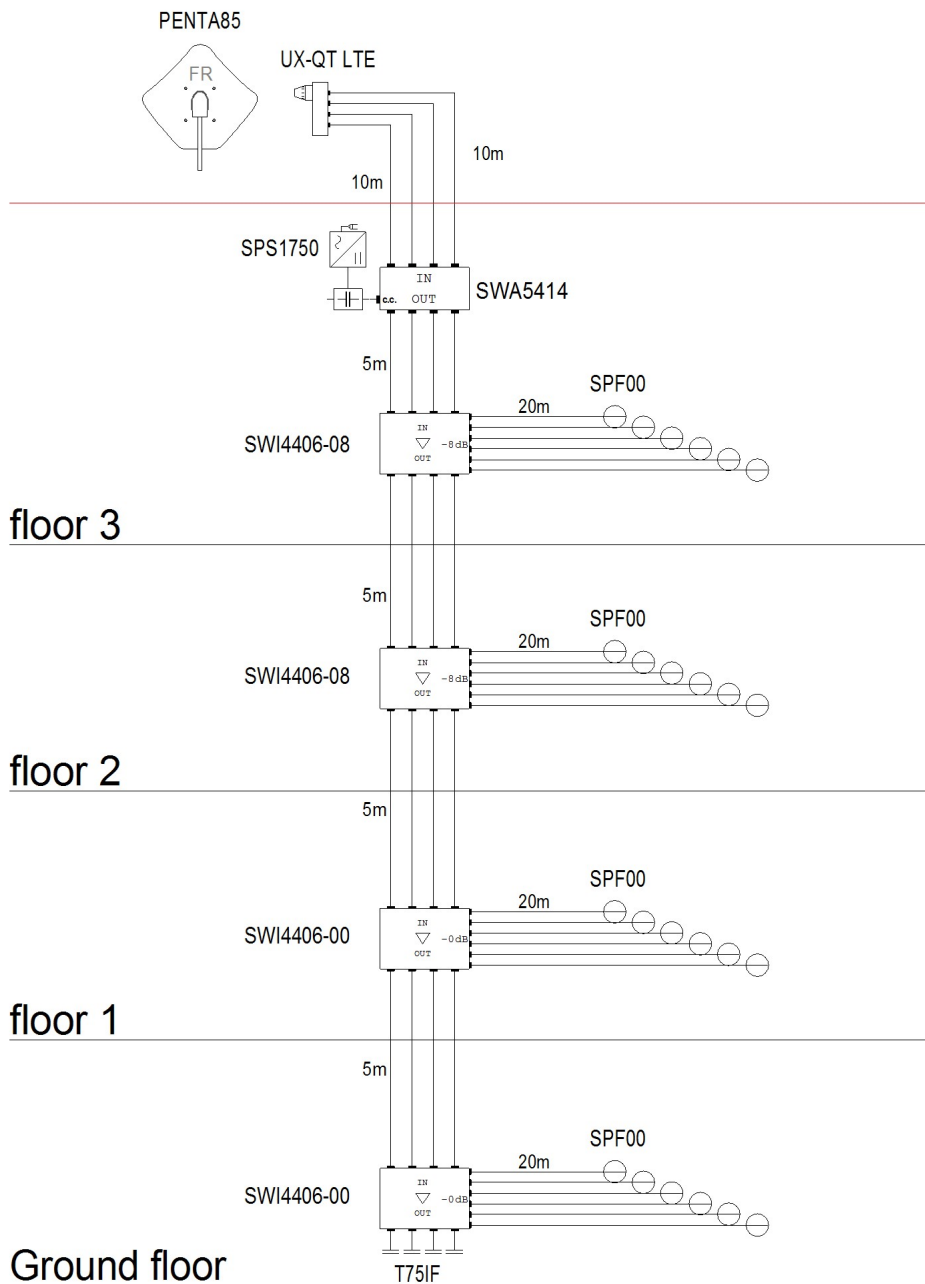 PENTA85
FR
UX-QT LTE
10m
10m
SPS1750
IN
c.c. OUT
SWA5414
5m
SPF00
20m
SWI4406-08
IN
-8dB
OUT
floor 3
5m
SPF00
20m
SWI4406-08
IN
-8dB
OUT
floor 2
5m
SPF00
20m
SWI4406-00
IN
-0dB
OUT
floor 1
5m
SPF00
20m
SWI4406-00
IN
-0dB
OUT
Ground floor
T75IF